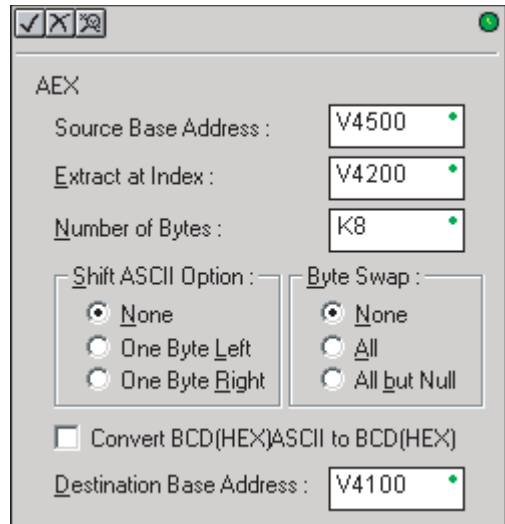 AEX
Source Base Address : V4500
Extract at Index : V4200
Number of Bytes : K8
Shift ASCII Option : Byte Swap :
None None
One Byte Left All
One Byte Right All but Null
Convert BCD(HEX)ASCII to BCD(HEX)
Destination Base Address : V4100